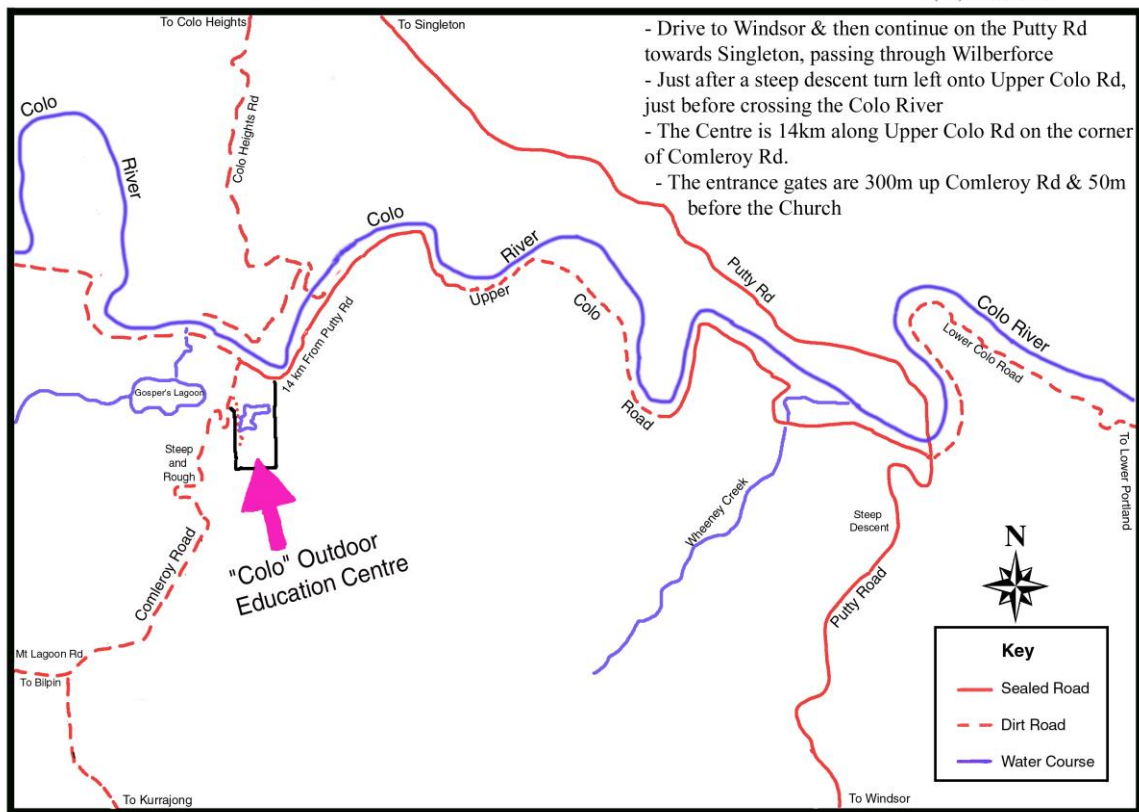 To Colo Heights
To Singleton
- Drive to Windsor & then continue on the Putty Rd
towards Singleton, passing through Wilberforce
- Just after a steep descent turn left onto Upper Colo Rd,
just before crossing the Colo River
- The Centre is 14km along Upper Colo Rd on the corner
of Comleroy Rd.
- The entrance gates are 300m up Comleroy Rd & 50m
before the Church
Colo
River
Colo Heights Rd
Colo
River
Upper
Colo
Road
Putty Rd
Colo River
Lower Colo Road
To Lower Portland
14 km From Putty Rd
Gosper's Lagoon
Steep
and
Rough
Comleroy Road
"Colo" Outdoor
Education Centre
Wheeney Creek
Steep
Descent
Putty Road
Mt Lagoon Rd
To Bilpin
To Kurrajong
To Windsor
N
Key
Sealed Road
Dirt Road
Water Course